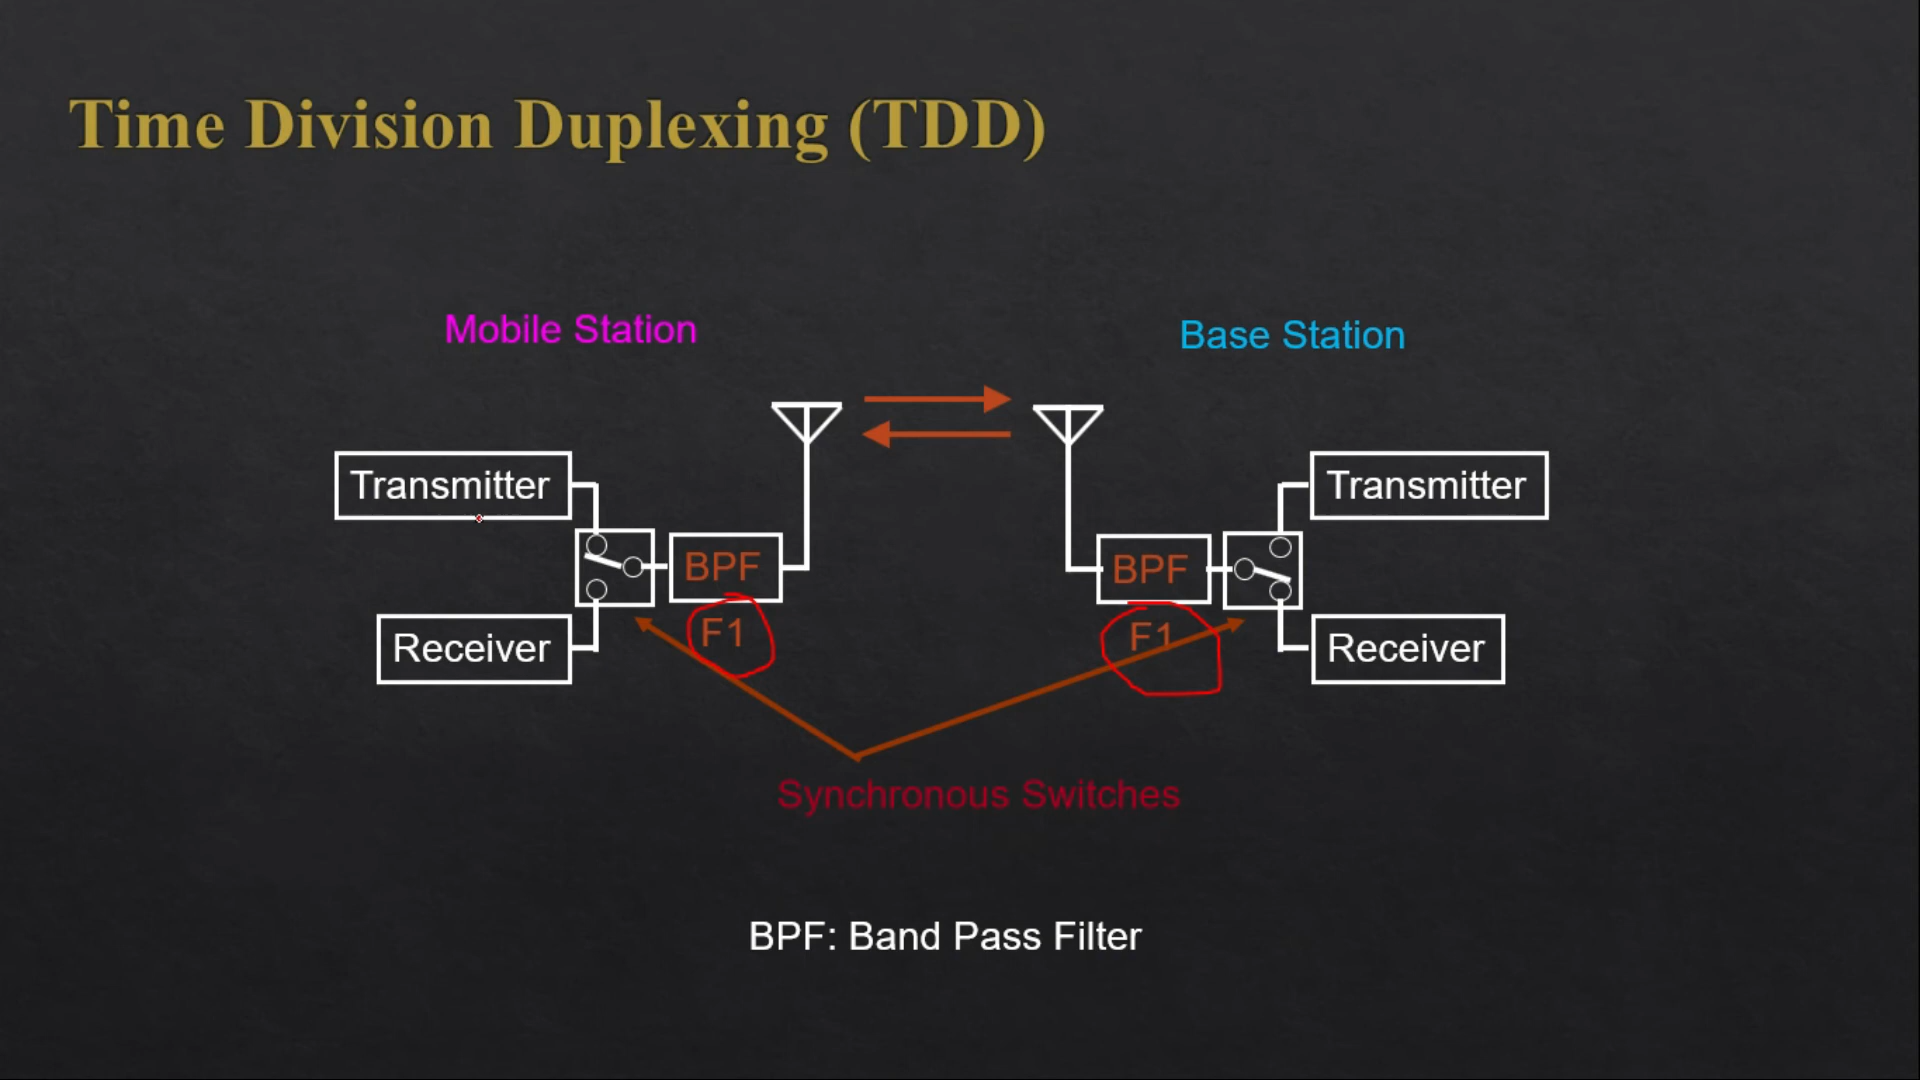 Time Division Duplexing (TDD)
Mobile Station
Base Station
Transmitter
Transmitter
BPF
BPF
F1
F1
Receiver
Receiver
Synchronous Switches
BPF: Band Pass Filter